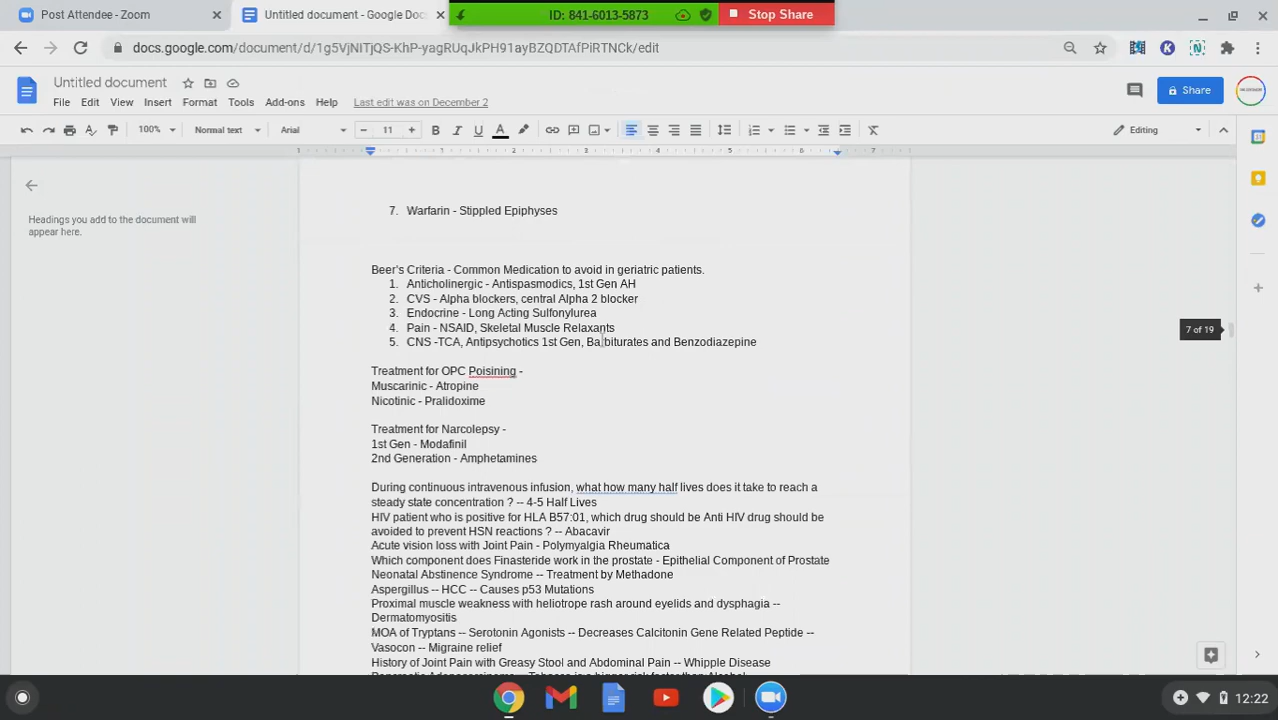 Post Attendee - Zoom
Untitled document - Google Docs
ID: 841-6013-5873
Stop Share
docs.google.com/document/d/1g5VjNITjQS-KhP-yagRUqJkPH91ayBZQDTAfPiRTNCk/edit
Untitled document
File Edit View Insert Format Tools Add-ons Help Last edit was on December 2
Share
100% Normal text Arial 11 Editing
1 1 2 3 4 5 6 7
Headings you add to the document will
appear here.
7. Warfarin - Stippled Epiphyses
Beer's Criteria - Common Medication to avoid in geriatric patients.
1. Anticholinergic - Antispasmodics, 1st Gen AH
2. CVS - Alpha blockers, central Alpha 2 blocker
3. Endocrine - Long Acting Sulfonylurea
4. Pain - NSAID, Skeletal Muscle Relaxants
5. CNS -TCA, Antipsychotics 1st Gen, Barbiturates and Benzodiazepine
7 of 19
Treatment for OPC Poisining -
Muscarinic - Atropine
Nicotinic - Pralidoxime
Treatment for Narcolepsy -
1st Gen - Modafinil
2nd Generation - Amphetamines
During continuous intravenous infusion, what how many half lives does it take to reach a
steady state concentration ? -- 4-5 Half Lives
HIV patient who is positive for HLA B57:01, which drug should be Anti HIV drug should be
avoided to prevent HSN reactions ? -- Abacavir
Acute vision loss with Joint Pain - Polymyalgia Rheumatica
Which component does Finasteride work in the prostate - Epithelial Component of Prostate
Neonatal Abstinence Syndrome -- Treatment by Methadone
Aspergillus -- HCC -- Causes p53 Mutations
Proximal muscle weakness with heliotrope rash around eyelids and dysphagia --
Dermatomyositis
MOA of Tryptans -- Serotonin Agonists -- Decreases Calcitonin Gene Related Peptide --
Vasocon -- Migraine relief
History of Joint Pain with Greasy Stool and Abdominal Pain -- Whipple Disease
12:22